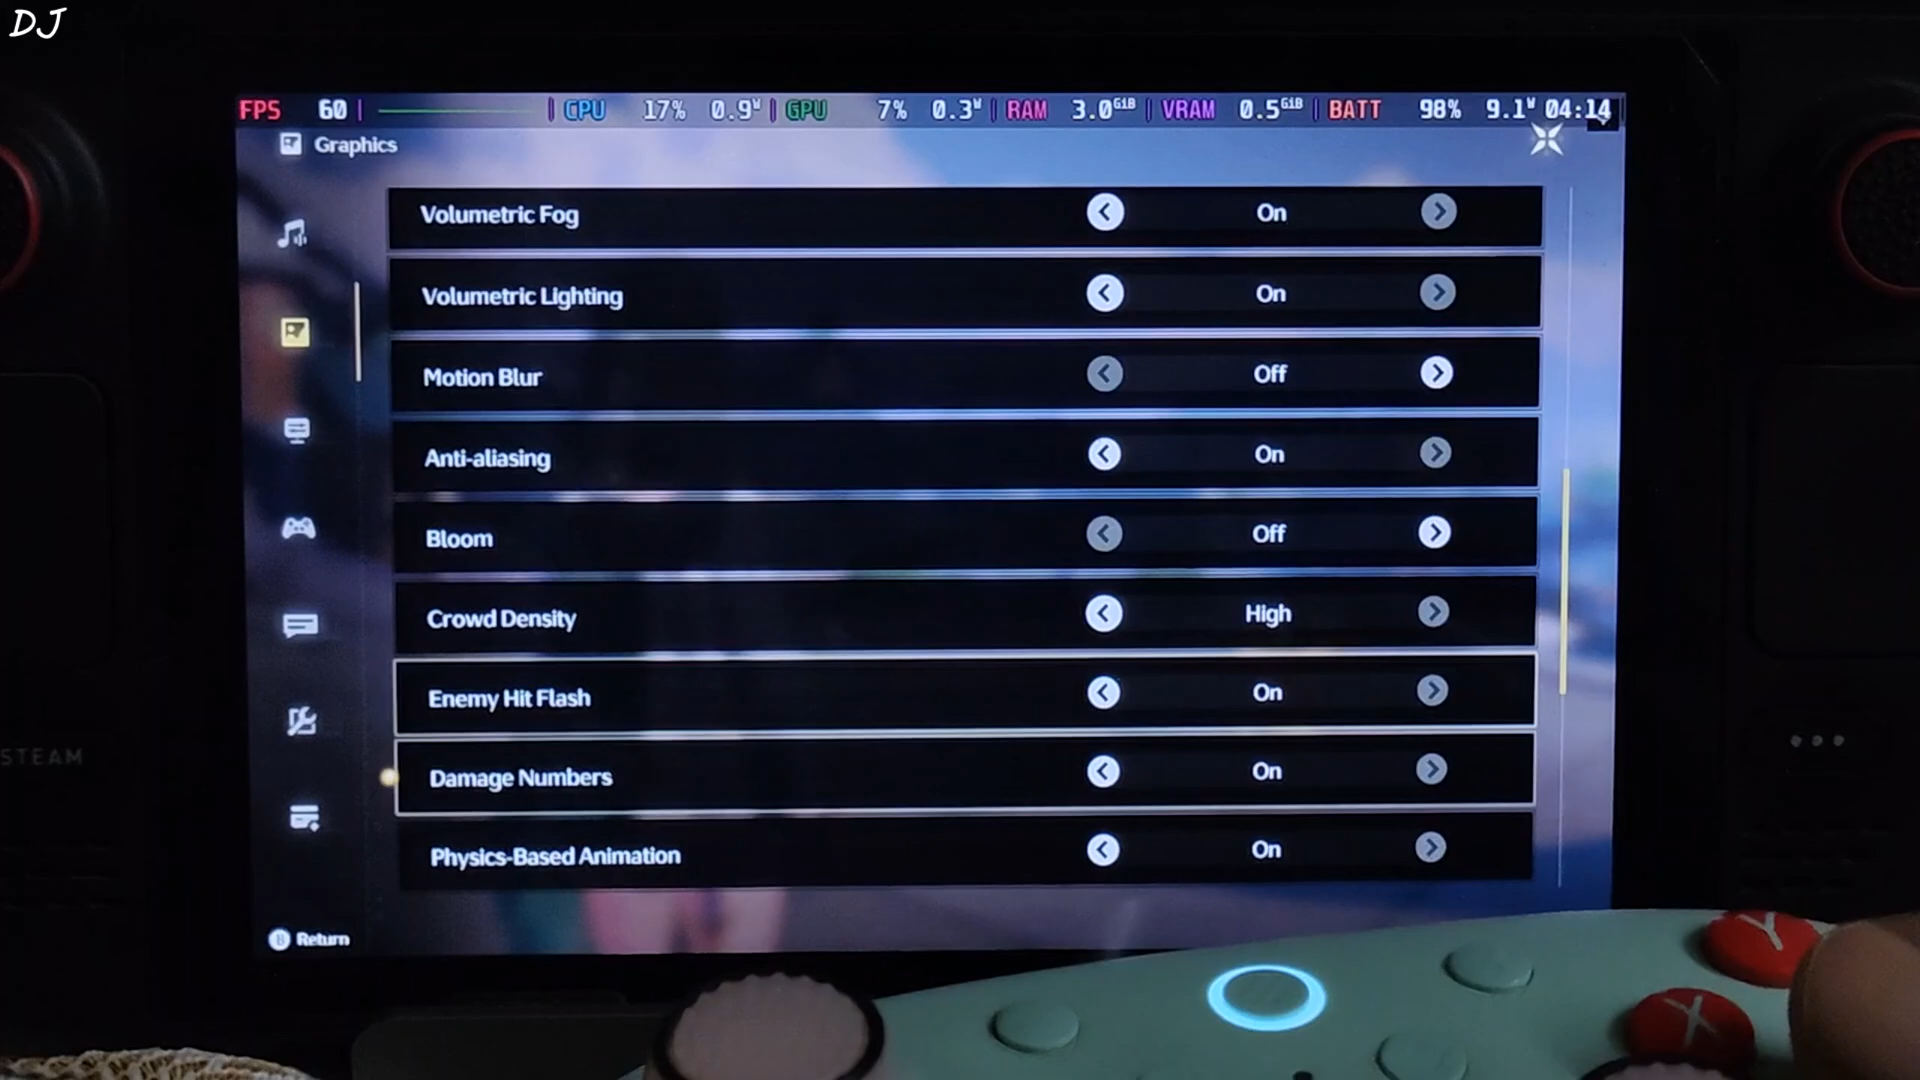 DJ
FPS 60 CPU 17% 0.9W GPU 7% 0.3W RAM 3.0GiB VRAM 0.5GiB BATT 98% 9.1W 04:14
Graphics
Volumetric Fog On
Volumetric Lighting On
Motion Blur Off
Anti-aliasing On
Bloom Off
Crowd Density High
Enemy Hit Flash On
STEAM
Damage Numbers On
Physics-Based Animation On
B Return
Y
X